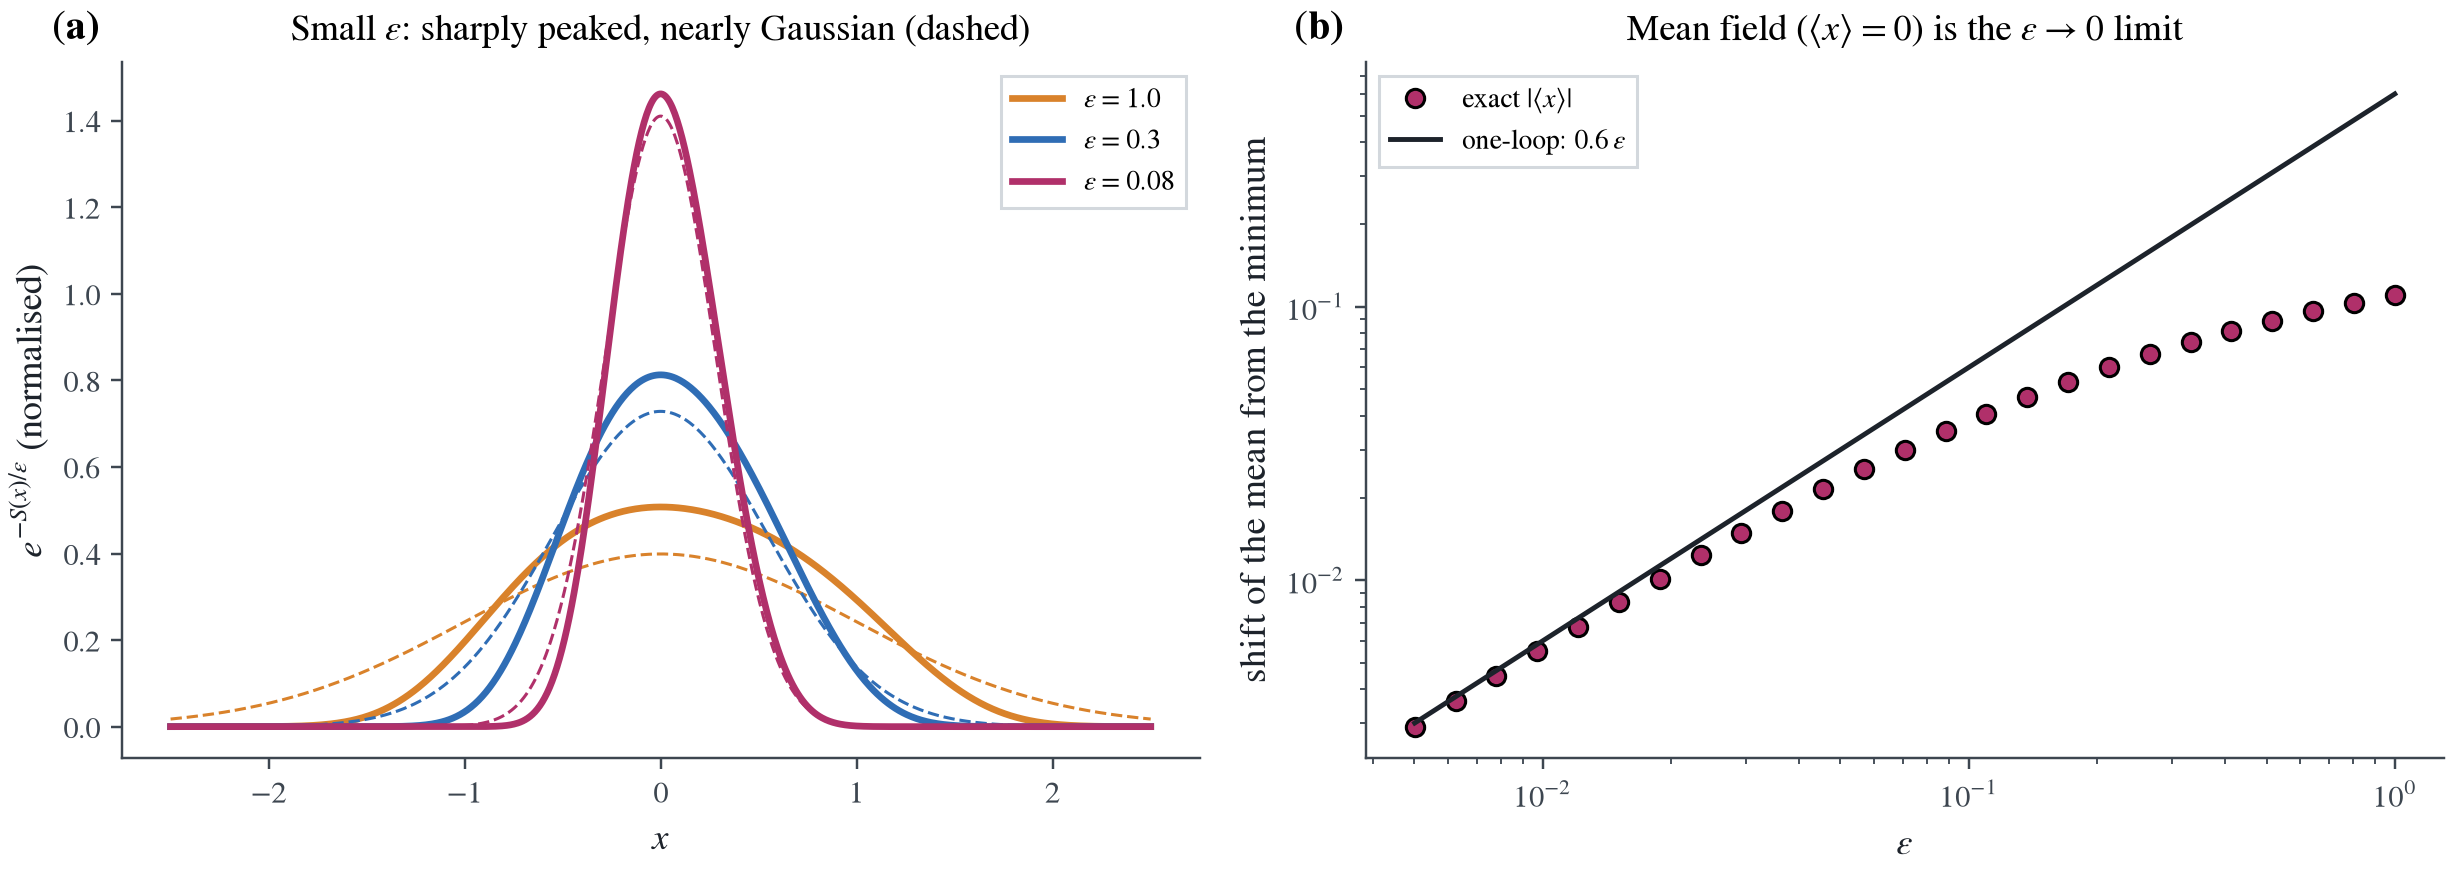 (a)
Small ε: sharply peaked, nearly Gaussian (dashed)
e^{−S(x)/ε} (normalised)
1.4
1.2
1.0
0.8
0.6
0.4
0.2
0.0
ε = 1.0
ε = 0.3
ε = 0.08
−2
−1
0
1
2
x
(b)
Mean field (⟨x⟩ = 0) is the ε → 0 limit
shift of the mean from the minimum
exact |⟨x⟩|
one-loop: 0.6 ε
10^{−1}
10^{−2}
10^{−2}
10^{−1}
10^{0}
ε